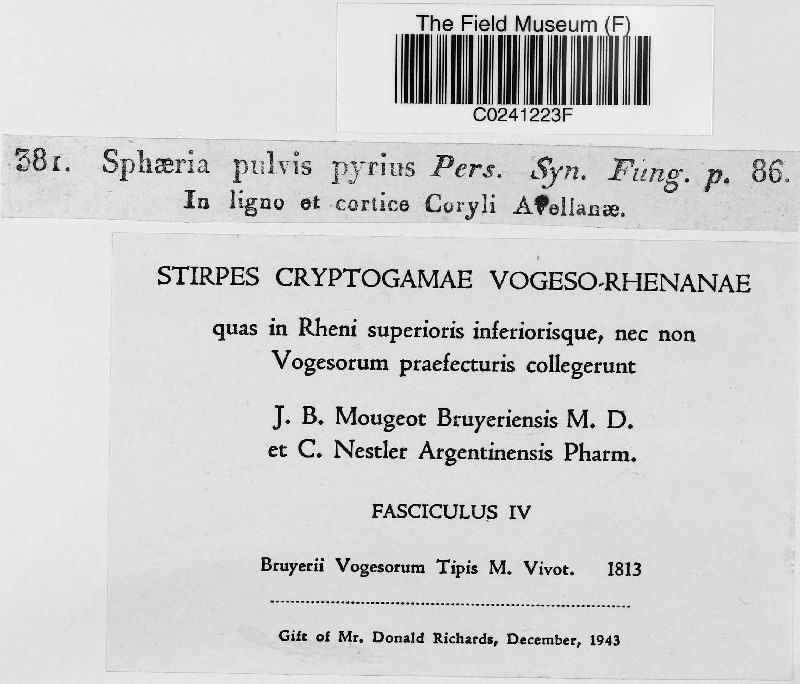 The Field Museum (F)
C0241223F
381. Sphæria pulvis pyrius Pers. Syn. Fung. p. 86.
In ligno et cortice Coryli Avellanæ.
STIRPES CRYPTOGAMAE VOGESO-RHENANAE
quas in Rheni superioris inferiorisque, nec non
Vogesorum praefecturis collegerunt
J. B. Mougeot Bruyeriensis M. D.
et C. Nestler Argentinensis Pharm.
FASCICULUS IV
Bruyerii Vogesorum Tipis M. Vivot. 1813
Gift of Mr. Donald Richards, December, 1943